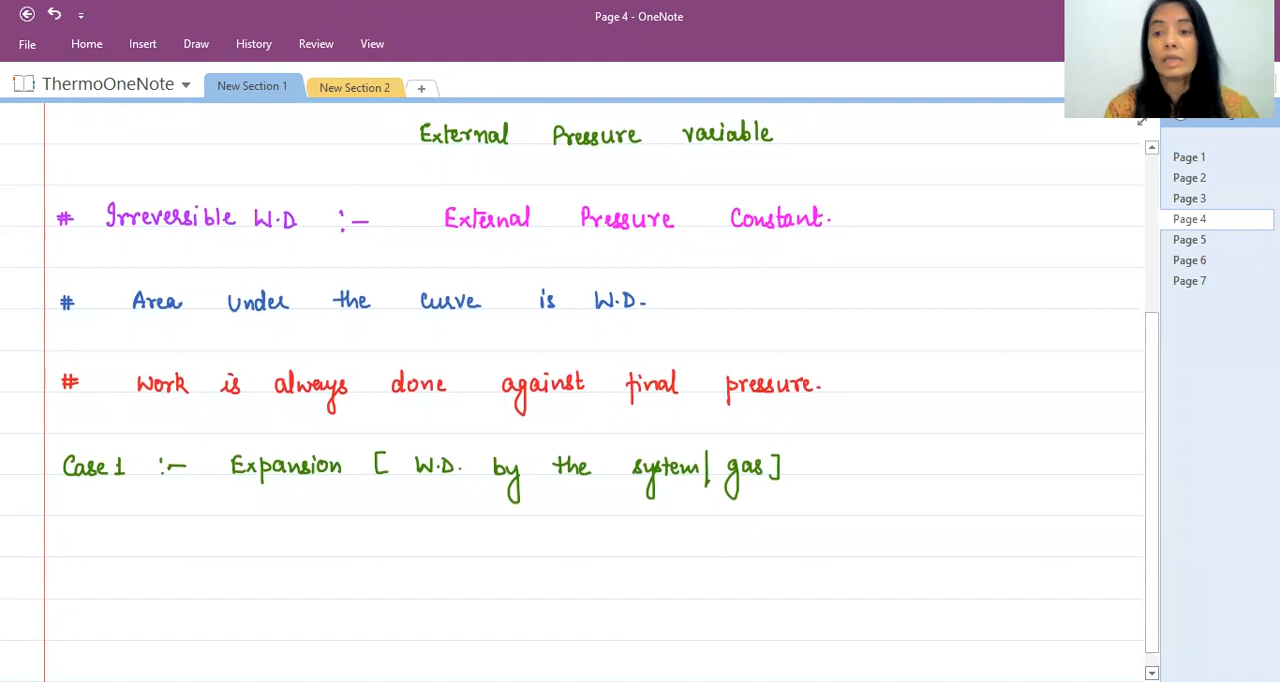 Page 4 - OneNote
File Home Insert Draw History Review View
ThermoOneNote New Section 1 New Section 2 +
External Pressure variable
# Irreversible W.D :- External Pressure Constant.
# Area Under the curve is W.D.
# Work is always done against final pressure.
Case 1 :- Expansion [ W.D. by the system/ gas]
Page 1
Page 2
Page 3
Page 4
Page 5
Page 6
Page 7